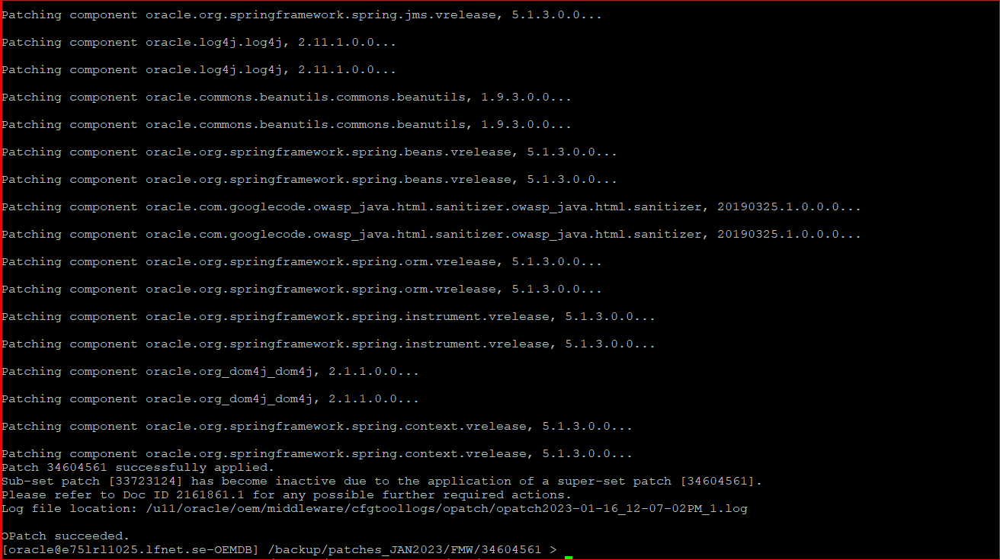 Patching component oracle.org.springframework.spring.jms.vrelease, 5.1.3.0.0...
Patching component oracle.log4j.log4j, 2.11.1.0.0...
Patching component oracle.log4j.log4j, 2.11.1.0.0...
Patching component oracle.commons.beanutils.commons.beanutils, 1.9.3.0.0...
Patching component oracle.commons.beanutils.commons.beanutils, 1.9.3.0.0...
Patching component oracle.org.springframework.spring.beans.vrelease, 5.1.3.0.0...
Patching component oracle.org.springframework.spring.beans.vrelease, 5.1.3.0.0...
Patching component oracle.com.googlecode.owasp_java.html.sanitizer.owasp_java.html.sanitizer, 20190325.1.0.0.0...
Patching component oracle.com.googlecode.owasp_java.html.sanitizer.owasp_java.html.sanitizer, 20190325.1.0.0.0...
Patching component oracle.org.springframework.spring.orm.vrelease, 5.1.3.0.0...
Patching component oracle.org.springframework.spring.orm.vrelease, 5.1.3.0.0...
Patching component oracle.org.springframework.spring.instrument.vrelease, 5.1.3.0.0...
Patching component oracle.org.springframework.spring.instrument.vrelease, 5.1.3.0.0...
Patching component oracle.org_dom4j_dom4j, 2.1.1.0.0...
Patching component oracle.org_dom4j_dom4j, 2.1.1.0.0...
Patching component oracle.org.springframework.spring.context.vrelease, 5.1.3.0.0...
Patching component oracle.org.springframework.spring.context.vrelease, 5.1.3.0.0...
Patch 34604561 successfully applied.
Sub-set patch [33723124] has become inactive due to the application of a super-set patch [34604561].
Please refer to Doc ID 2161861.1 for any possible further required actions.
Log file location: /u11/oracle/oem/middleware/cfgtoollogs/opatch/opatch2023-01-16_12-07-02PM_1.log
OPatch succeeded.
[oracle@e75lrl1025.lfnet.se-OEMDB] /backup/patches_JAN2023/FMW/34604561 >